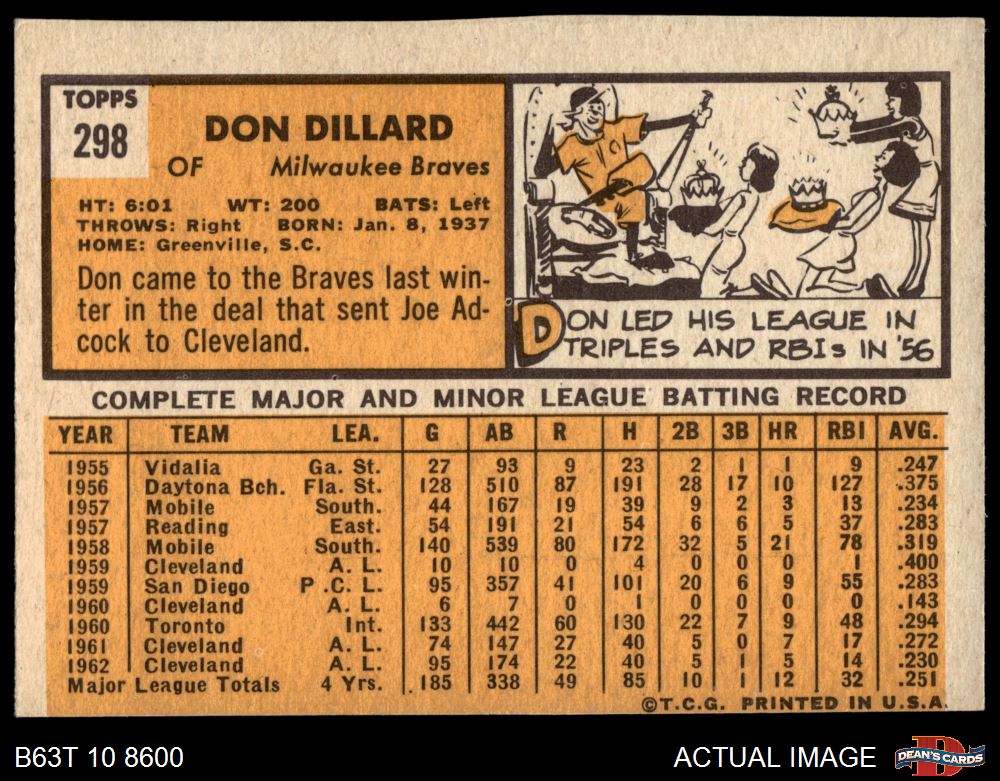 TOPPS
298
DON DILLARD
OF Milwaukee Braves
HT: 6:01 WT: 200 BATS: Left
THROWS: Right BORN: Jan. 8, 1937
HOME: Greenville, S.C.
Don came to the Braves last win-
ter in the deal that sent Joe Ad-
cock to Cleveland.
DON LED HIS LEAGUE IN
TRIPLES AND RBIs IN '56
COMPLETE MAJOR AND MINOR LEAGUE BATTING RECORD
YEAR TEAM LEA. G AB R H 2B 3B HR RBI AVG.
1955 Vidalia Ga. St. 27 93 9 23 2 1 1 9 .247
1956 Daytona Bch. Fla. St. 128 510 87 191 28 17 10 127 .375
1957 Mobile South. 44 167 19 39 9 2 3 13 .234
1957 Reading East. 54 191 21 54 6 6 5 37 .283
1958 Mobile South. 140 539 80 172 32 5 21 78 .319
1959 Cleveland A. L. 10 10 0 4 0 0 0 1 .400
1959 San Diego P.C.L. 95 357 41 101 20 6 9 55 .283
1960 Cleveland A. L. 6 7 0 1 0 0 0 0 .143
1960 Toronto Int. 133 442 60 130 22 7 9 48 .294
1961 Cleveland A. L. 74 147 27 40 5 0 7 17 .272
1962 Cleveland A. L. 95 174 22 40 5 1 5 14 .230
Major League Totals 4 Yrs. 185 338 49 85 10 1 12 32 .251
©T.C.G. PRINTED IN U.S.A.
B63T 10 8600 ACTUAL IMAGE DEAN'S CARDS